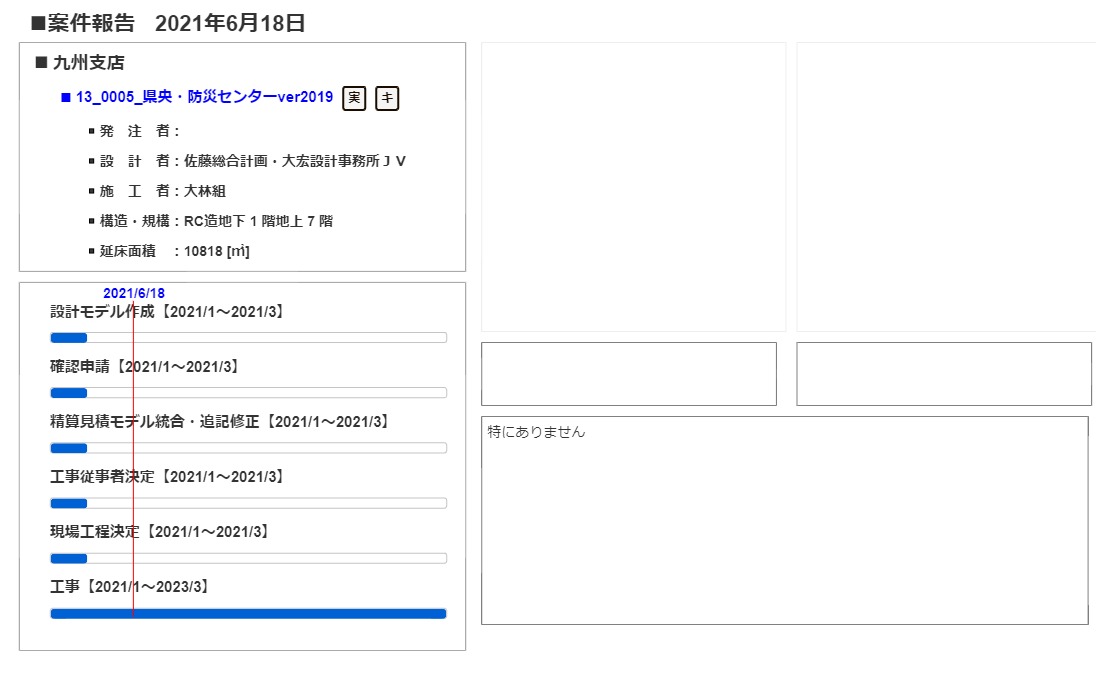 ■案件報告 2021年6月18日
■ 九州支店
■ 13_0005_県央・防災センターver2019 実 キ
▪ 発 注 者：
▪ 設 計 者：佐藤総合計画・大宏設計事務所ＪＶ
▪ 施 工 者：大林組
▪ 構造・規構：RC造地下１階地上７階
▪ 延床面積 ：10818 [㎡]
2021/6/18
設計モデル作成【2021/1～2021/3】
確認申請【2021/1～2021/3】
精算見積モデル統合・追記修正【2021/1～2021/3】
工事従事者決定【2021/1～2021/3】
現場工程決定【2021/1～2021/3】
工事【2021/1～2023/3】
特にありません